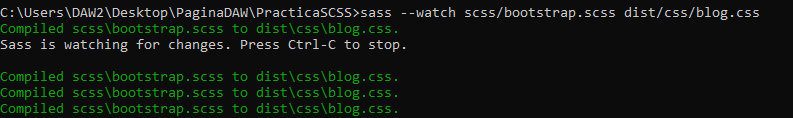 C:\Users\DAW2\Desktop\PaginaDAW\PracticaSCSS>sass --watch scss/bootstrap.scss dist/css/blog.css
Compiled scss\bootstrap.scss to dist\css\blog.css.
Sass is watching for changes. Press Ctrl-C to stop.
Compiled scss\bootstrap.scss to dist\css\blog.css.
Compiled scss\bootstrap.scss to dist\css\blog.css.
Compiled scss\bootstrap.scss to dist\css\blog.css.